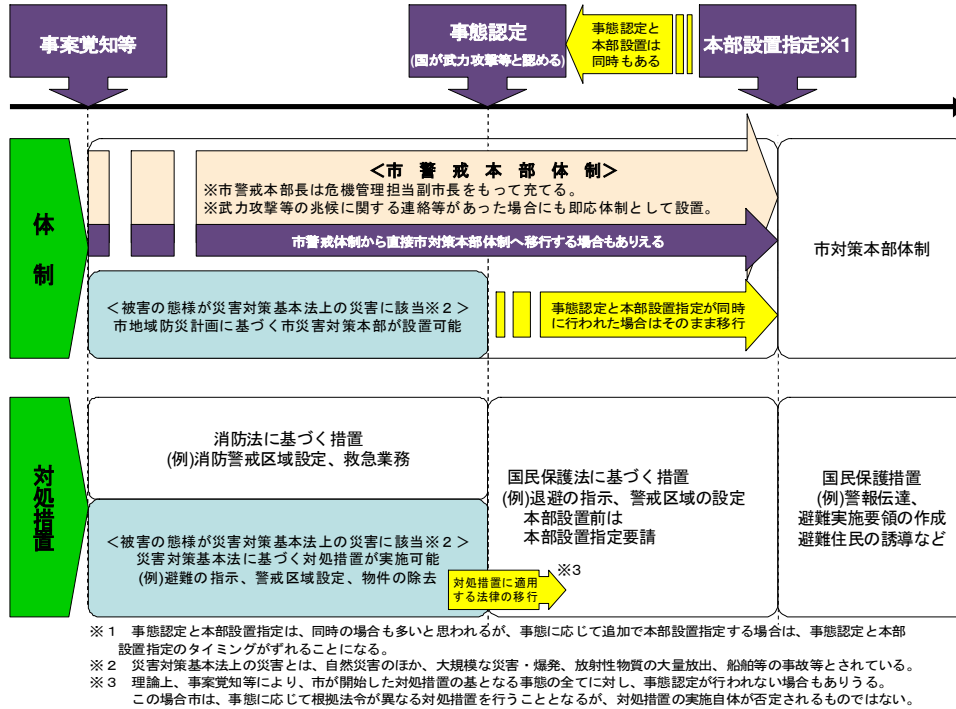 事案覚知等
事態認定
(国が武力攻撃等と認める)
事態認定と
本部設置は
同時もある
本部設置指定※1
体
制
＜市 警 戒 本 部 体 制＞
※市警戒本部長は危機管理担当副市長をもって充てる。
※武力攻撃等の兆候に関する連絡等があった場合にも即応体制として設置。
市警戒体制から直接市対策本部体制へ移行する場合もありえる
市対策本部体制
＜被害の態様が災害対策基本法上の災害に該当※２＞
市地域防災計画に基づく市災害対策本部が設置可能
事態認定と本部設置指定が同時
に行われた場合はそのまま移行
対処措置
消防法に基づく措置
(例)消防警戒区域設定、救急業務
＜被害の態様が災害対策基本法上の災害に該当※２＞
災害対策基本法に基づく対処措置が実施可能
(例)避難の指示、警戒区域設定、物件の除去
対処措置に適用
する法律の移行
※３
国民保護法に基づく措置
(例)退避の指示、警戒区域の設定
本部設置前は
本部設置指定要請
国民保護措置
(例)警報伝達、
避難実施要領の作成
避難住民の誘導など
※１　事態認定と本部設置指定は、同時の場合も多いと思われるが、事態に応じて追加で本部設置指定する場合は、事態認定と本部
設置指定のタイミングがずれることになる。
※２　災害対策基本法上の災害とは、自然災害のほか、大規模な災害・爆発、放射性物質の大量放出、船舶等の事故等とされている。
※３　理論上、事案覚知等により、市が開始した対処措置の基となる事態の全てに対し、事態認定が行われない場合もありうる。
この場合市は、事態に応じて根拠法令が異なる対処措置を行うこととなるが、対処措置の実施自体が否定されるものではない。